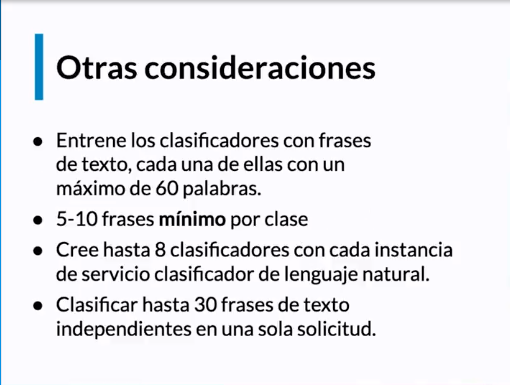 Otras consideraciones
● Entrene los clasificadores con frases
de texto, cada una de ellas con un
máximo de 60 palabras.
● 5-10 frases mínimo por clase
● Cree hasta 8 clasificadores con cada instancia
de servicio clasificador de lenguaje natural.
● Clasificar hasta 30 frases de texto
independientes en una sola solicitud.